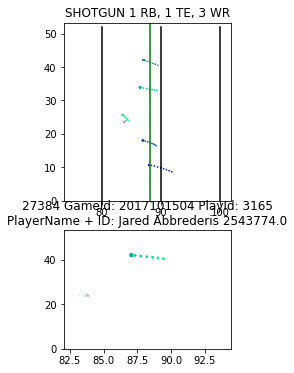 SHOTGUN 1 RB, 1 TE, 3 WR
50
40
30
20
10
0
80 90 100
27384 GameId: 2017101504 PlayId: 3165
PlayerName + ID: Jared Abbrederis 2543774.0
40
20
0
82.5 85.0 87.5 90.0 92.5